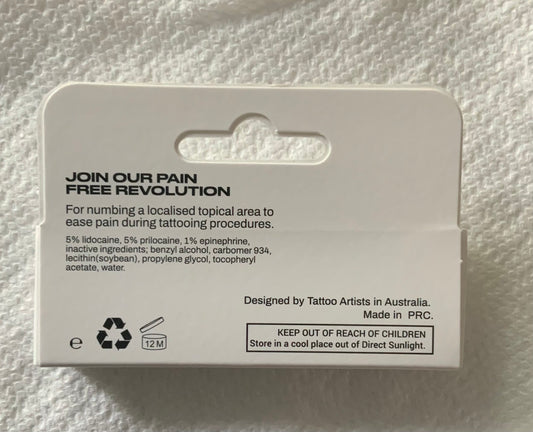 JOIN OUR PAIN
FREE REVOLUTION
For numbing a localised topical area to
ease pain during tattooing procedures.
5% lidocaine, 5% prilocaine, 1% epinephrine,
inactive ingredients; benzyl alcohol, carbomer 934,
lecithin(soybean), propylene glycol, tocopheryl
acetate, water.
Designed by Tattoo Artists in Australia.
Made in PRC.
KEEP OUT OF REACH OF CHILDREN
Store in a cool place out of Direct Sunlight.
e
12 M